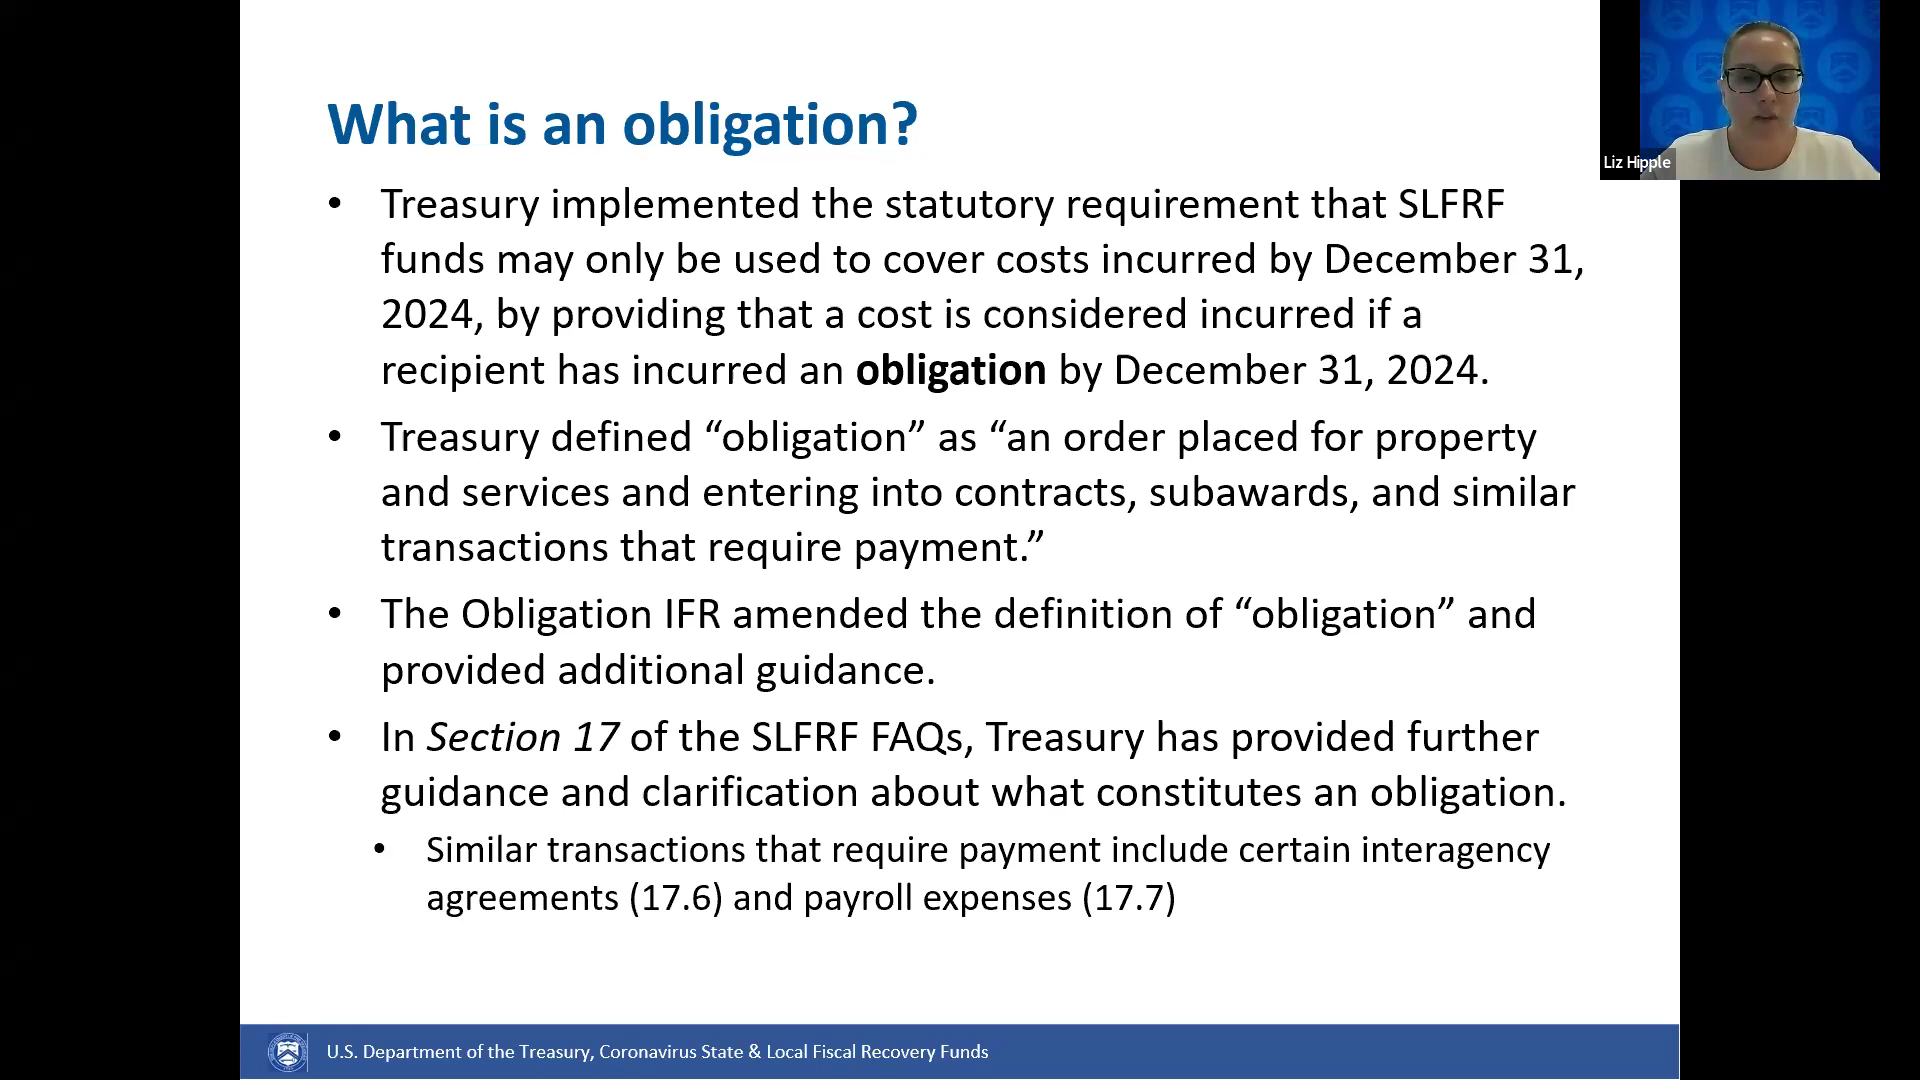 What is an obligation?
• Treasury implemented the statutory requirement that SLFRF
funds may only be used to cover costs incurred by December 31,
2024, by providing that a cost is considered incurred if a
recipient has incurred an obligation by December 31, 2024.
• Treasury defined “obligation” as “an order placed for property
and services and entering into contracts, subawards, and similar
transactions that require payment.”
• The Obligation IFR amended the definition of “obligation” and
provided additional guidance.
• In Section 17 of the SLFRF FAQs, Treasury has provided further
guidance and clarification about what constitutes an obligation.
• Similar transactions that require payment include certain interagency
agreements (17.6) and payroll expenses (17.7)
U.S. Department of the Treasury, Coronavirus State & Local Fiscal Recovery Funds
Liz Hipple